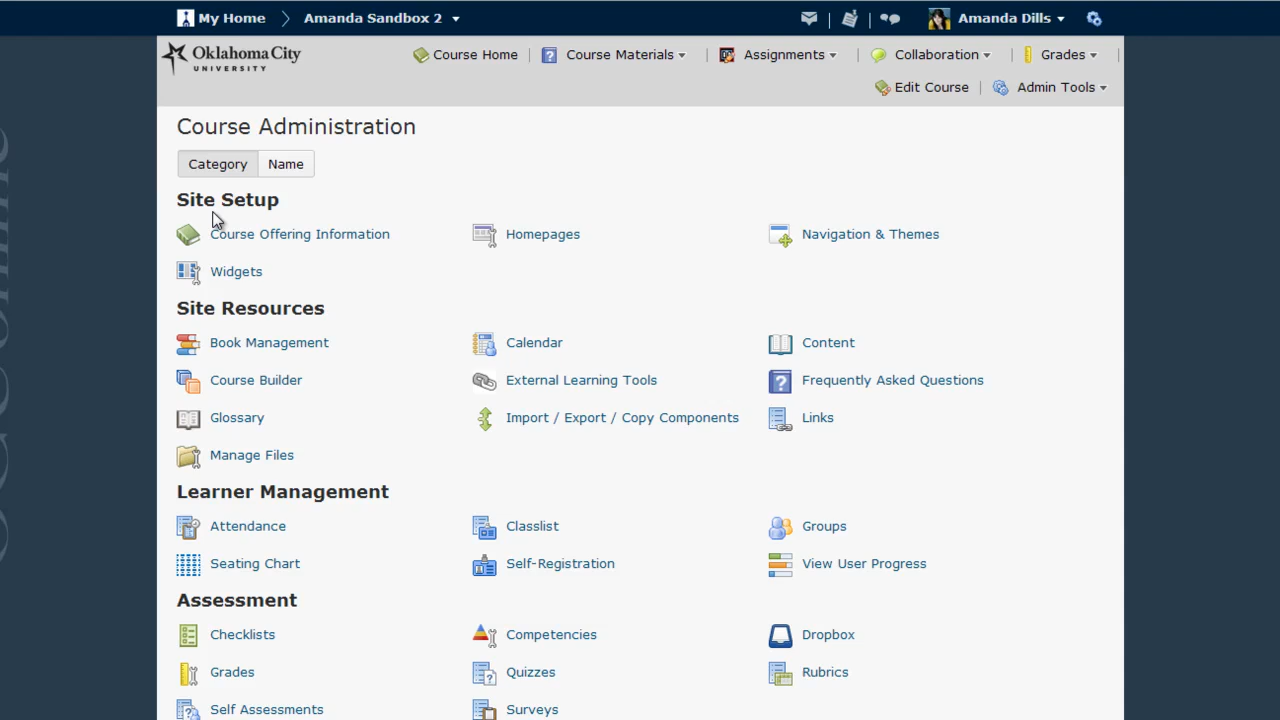 My Home Amanda Sandbox 2 Amanda Dills
Oklahoma City
UNIVERSITY
Course Home Course Materials Assignments Collaboration Grades
Edit Course Admin Tools
Course Administration
Category Name
Site Setup
Course Offering Information Homepages Navigation & Themes
Widgets
Site Resources
Book Management Calendar Content
Course Builder External Learning Tools Frequently Asked Questions
Glossary Import / Export / Copy Components Links
Manage Files
Learner Management
Attendance Classlist Groups
Seating Chart Self-Registration View User Progress
Assessment
Checklists Competencies Dropbox
Grades Quizzes Rubrics
Self Assessments Surveys